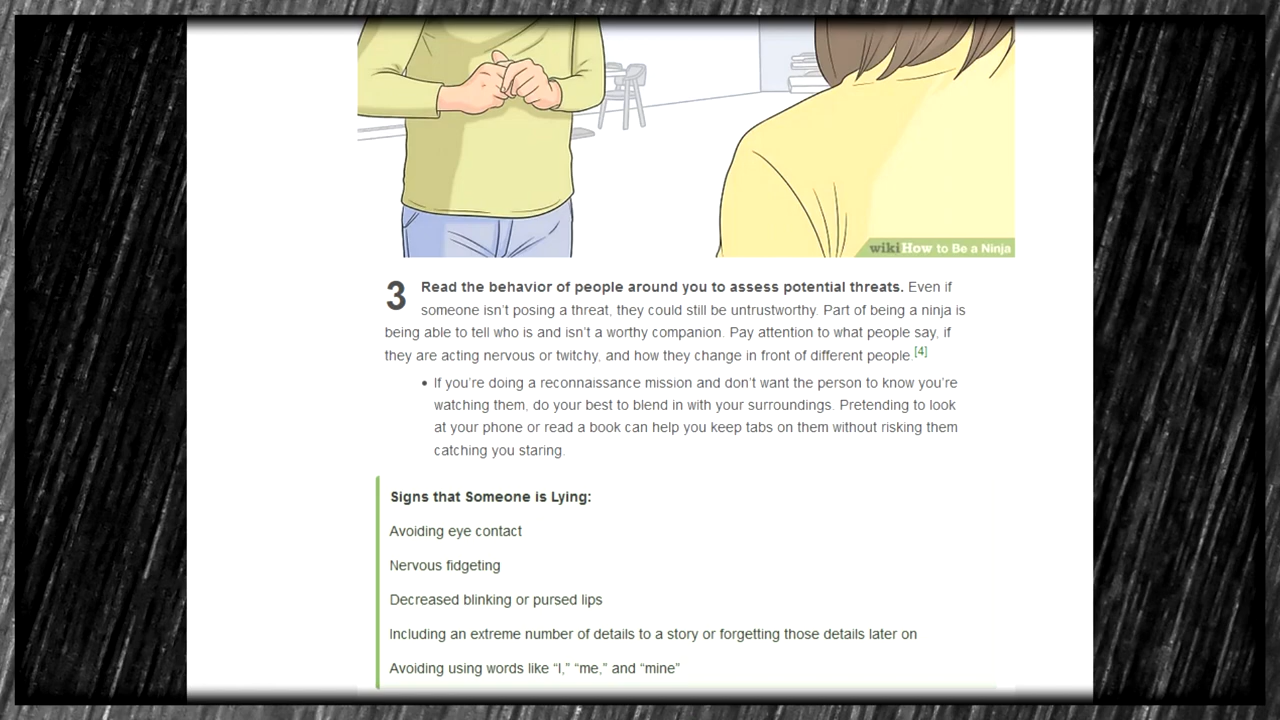 wikiHow to Be a Ninja
3 Read the behavior of people around you to assess potential threats. Even if
someone isn't posing a threat, they could still be untrustworthy. Part of being a ninja is
being able to tell who is and isn't a worthy companion. Pay attention to what people say, if
they are acting nervous or twitchy, and how they change in front of different people.[4]
• If you're doing a reconnaissance mission and don't want the person to know you're
watching them, do your best to blend in with your surroundings. Pretending to look
at your phone or read a book can help you keep tabs on them without risking them
catching you staring.
Signs that Someone is Lying:
Avoiding eye contact
Nervous fidgeting
Decreased blinking or pursed lips
Including an extreme number of details to a story or forgetting those details later on
Avoiding using words like “I,” “me,” and “mine”